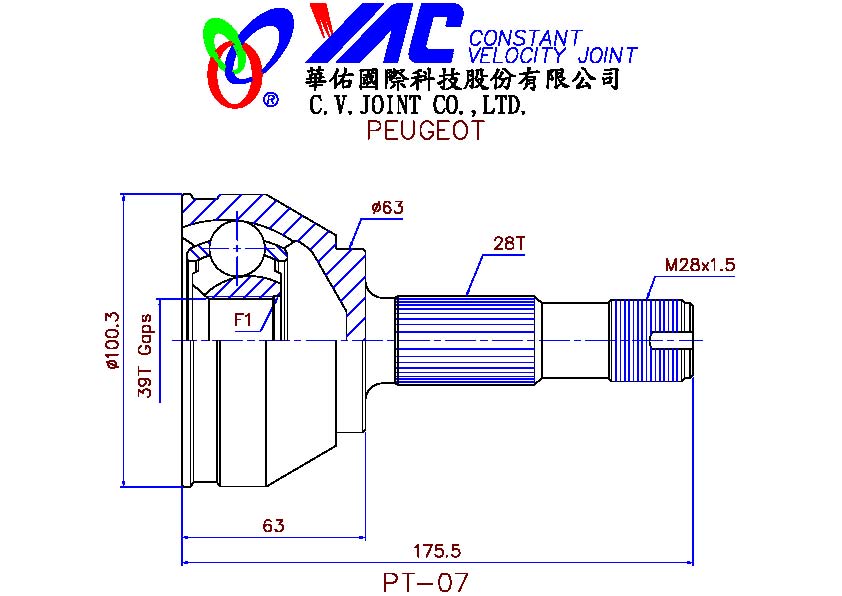 YAC CONSTANT
VELOCITY JOINT
®
華佑國際科技股份有限公司
C.V.JOINT CO.,LTD.
PEUGEOT
ø63
28T
M28x1.5
F1
ø100.3
39T Gaps
63
175.5
PT-07